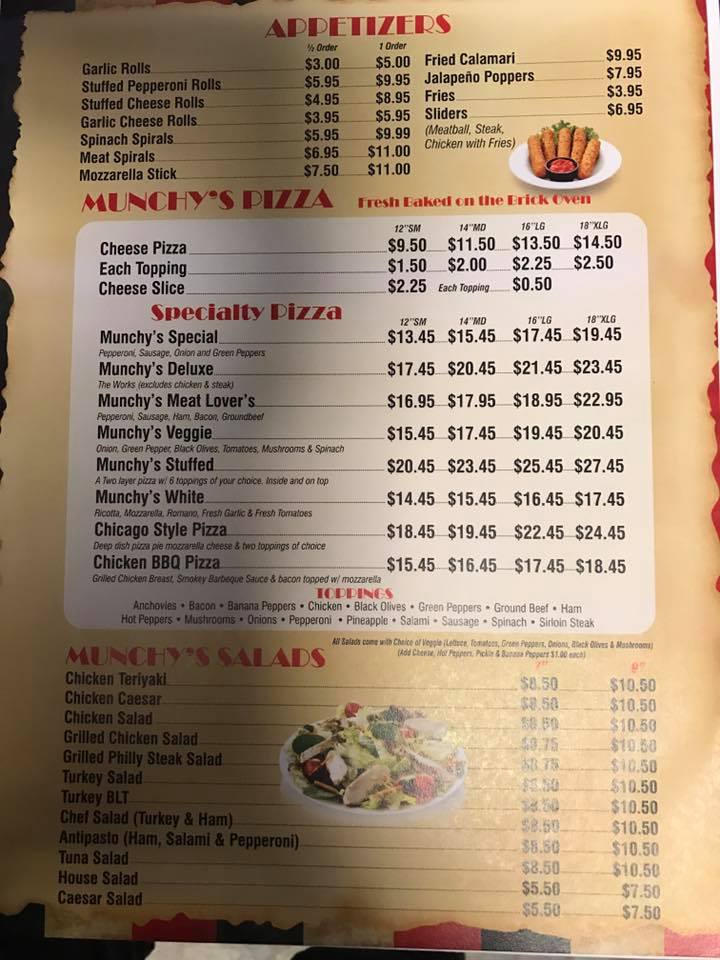 APPETIZERS
½ Order 1 Order
Garlic Rolls $3.00 $5.00
Stuffed Pepperoni Rolls $5.95 $9.95
Stuffed Cheese Rolls $4.95 $8.95
Garlic Cheese Rolls $3.95 $5.95
Spinach Spirals $5.95 $9.99
Meat Spirals $6.95 $11.00
Mozzarella Stick $7.50 $11.00
Fried Calamari $9.95
Jalapeño Poppers $7.95
Fries $3.95
Sliders $6.95
(Meatball, Steak,
Chicken with Fries)
MUNCHY'S PIZZA Fresh Baked on the Brick Oven
12"SM 14"MD 16"LG 18"XLG
Cheese Pizza $9.50 $11.50 $13.50 $14.50
Each Topping $1.50 $2.00 $2.25 $2.50
Cheese Slice $2.25 Each Topping $0.50
Specialty Pizza
12"SM 14"MD 16"LG 18"XLG
Munchy's Special $13.45 $15.45 $17.45 $19.45
Pepperoni, Sausage, Onion and Green Peppers
Munchy's Deluxe $17.45 $20.45 $21.45 $23.45
The Works (excludes chicken & steak)
Munchy's Meat Lover's $16.95 $17.95 $18.95 $22.95
Pepperoni, Sausage, Ham, Bacon, Groundbeef
Munchy's Veggie $15.45 $17.45 $19.45 $20.45
Onion, Green Pepper, Black Olives, Tomatoes, Mushrooms & Spinach
Munchy's Stuffed $20.45 $23.45 $25.45 $27.45
A Two layer pizza w/ 6 toppings of your choice. Inside and on top
Munchy's White $14.45 $15.45 $16.45 $17.45
Ricotta, Mozzarella, Romano, Fresh Garlic & Fresh Tomatoes
Chicago Style Pizza $18.45 $19.45 $22.45 $24.45
Deep dish pizza pie mozzarella cheese & two toppings of choice
Chicken BBQ Pizza $15.45 $16.45 $17.45 $18.45
Grilled Chicken Breast, Smokey Barbeque Sauce & bacon topped w/ mozzarella
TOPPINGS
Anchovies • Bacon • Banana Peppers • Chicken • Black Olives • Green Peppers • Ground Beef • Ham
Hot Peppers • Mushrooms • Onions • Pepperoni • Pineapple • Salami • Sausage • Spinach • Sirloin Steak
All Salads come with Choice of Veggie (Lettuce, Tomatoes, Green Peppers, Onions, Black Olives & Mushrooms)
(Add Cheese, Hot Peppers, Pickle & Banana Peppers $1.00 each)
MUNCHY'S SALADS
Chicken Teriyaki $8.50 $10.50
Chicken Caesar $8.50 $10.50
Chicken Salad $8.50 $10.50
Grilled Chicken Salad $10.50
Grilled Philly Steak Salad $10.50
Turkey Salad $10.50
Turkey BLT $8.50 $10.50
Chef Salad (Turkey & Ham) $8.50 $10.50
Antipasto (Ham, Salami & Pepperoni) $8.50 $10.50
Tuna Salad $8.50 $10.50
House Salad $5.50 $7.50
Caesar Salad $5.50 $7.50